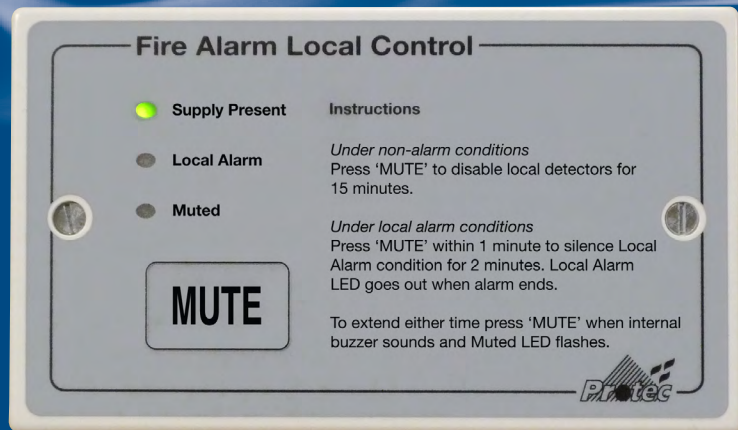 Fire Alarm Local Control
Supply Present
Local Alarm
Muted
MUTE
Instructions
Under non-alarm conditions
Press ‘MUTE’ to disable local detectors for
15 minutes.
Under local alarm conditions
Press ‘MUTE’ within 1 minute to silence Local
Alarm condition for 2 minutes. Local Alarm
LED goes out when alarm ends.
To extend either time press ‘MUTE’ when internal
buzzer sounds and Muted LED flashes.
Protec